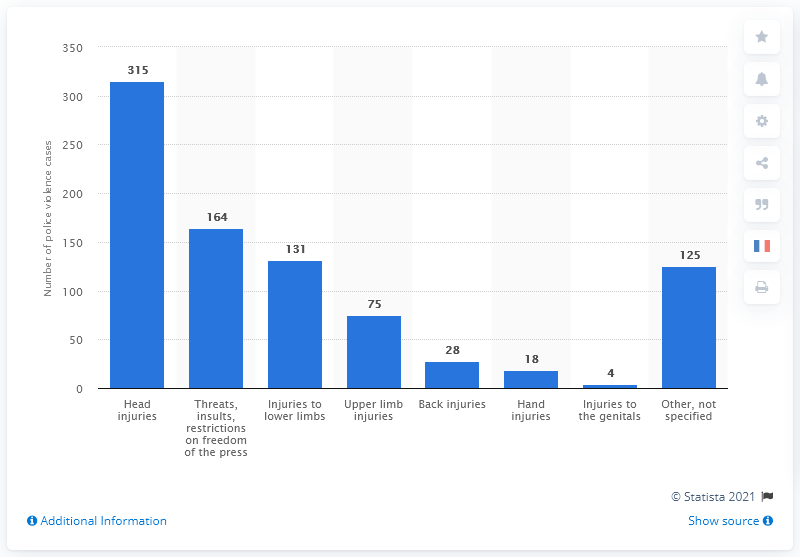 350
300
250
200
150
100
50
0
Number of police violence cases
315
164
131
75
28
18
4
125
Head
injuries
Threats,
insults,
restrictions
on freedom
of the press
Injuries to
lower limbs
Upper limb
injuries
Back injuries
Hand
injuries
Injuries to
the genitals
Other, not
specified
© Statista 2021
Additional Information
Show source